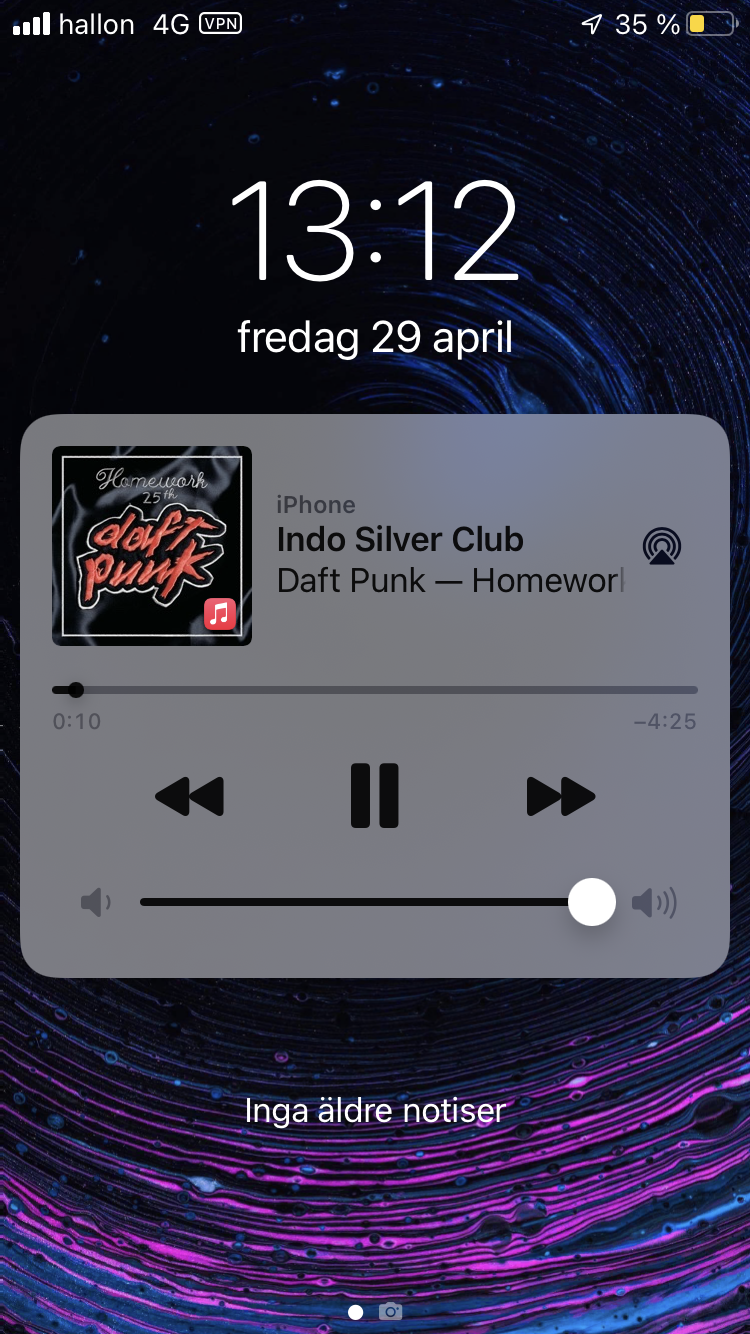 hallon 4G VPN 35 %
13:12
fredag 29 april
Homework
25th
daft
punk
iPhone
Indo Silver Club
Daft Punk — Homewor
0:10 −4:25
Inga äldre notiser